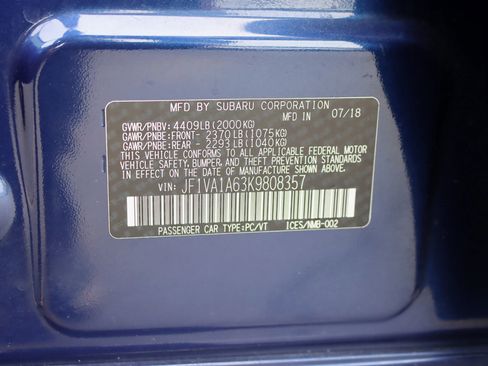 MFD BY SUBARU CORPORATION
MFD IN 07/18
GVWR/PNBV: 4409LB(2000KG)
GAWR/PNBE:FRONT- 2370LB(1075KG)
GAWR/PNBE:REAR - 2293LB(1040KG)
THIS VEHICLE CONFORMS TO ALL APPLICABLE FEDERAL MOTOR
VEHICLE SAFETY, BUMPER, AND THEFT PREVENTION STANDARDS
IN EFFECT ON THE DATE OF MANUFACTURE SHOWN ABOVE.
VIN: JF1VA1A63K9808357
PASSENGER CAR TYPE:PC/VT ICES/NMB-002